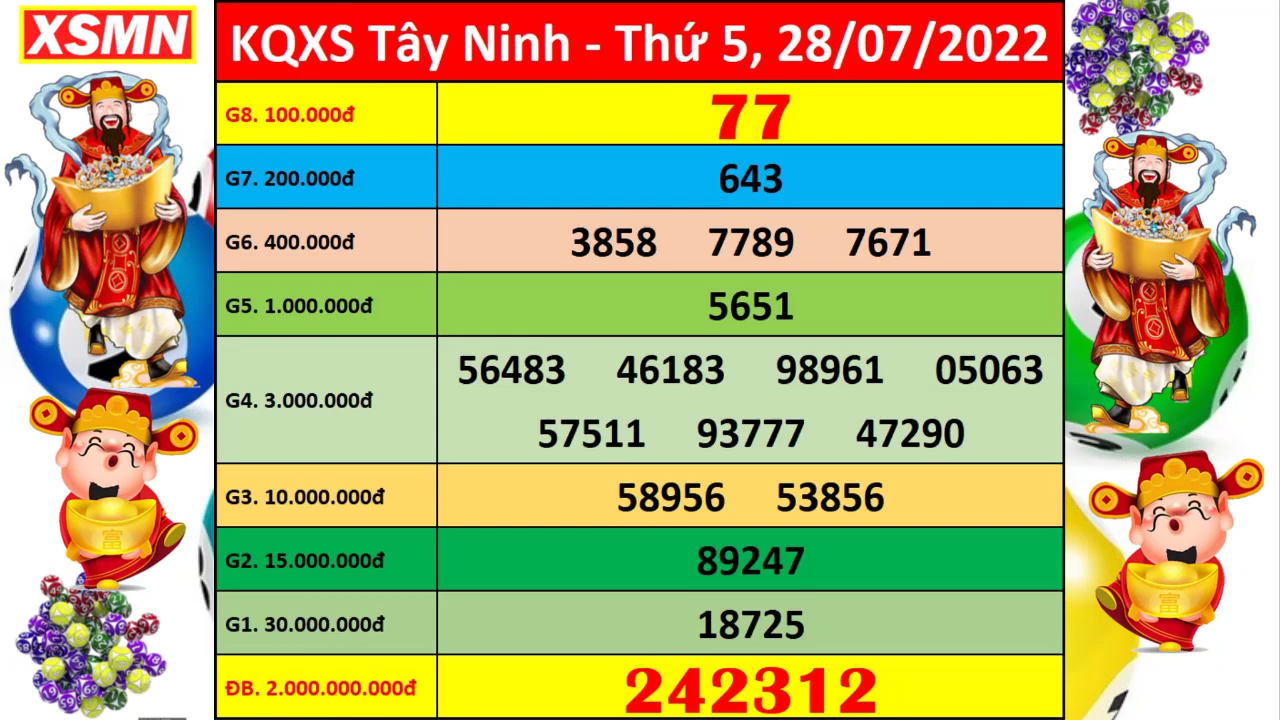 XSMN
KQXS Tây Ninh - Thứ 5, 28/07/2022
G8. 100.000đ 77
G7. 200.000đ 643
G6. 400.000đ 3858 7789 7671
G5. 1.000.000đ 5651
G4. 3.000.000đ 56483 46183 98961 05063
57511 93777 47290
G3. 10.000.000đ 58956 53856
G2. 15.000.000đ 89247
G1. 30.000.000đ 18725
ĐB. 2.000.000.000đ 242312
富
富